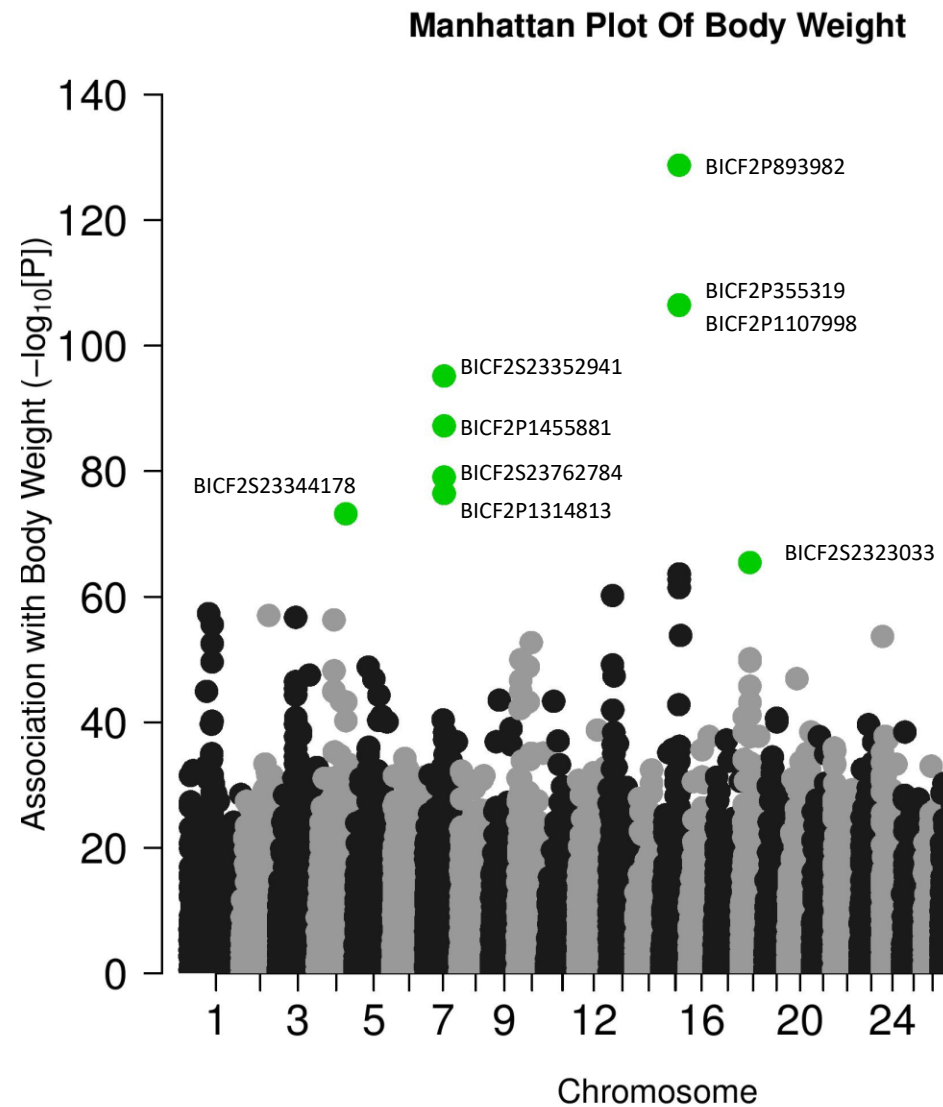 Manhattan Plot Of Body Weight
140
120
100
80
60
40
20
0
Association with Body Weight (−log₁₀[P])
BICF2P893982
BICF2P355319
BICF2P1107998
BICF2S23352941
BICF2P1455881
BICF2S23762784
BICF2S23344178
BICF2P1314813
BICF2S2323033
1 3 5 7 9 12 16 20 24
Chromosome